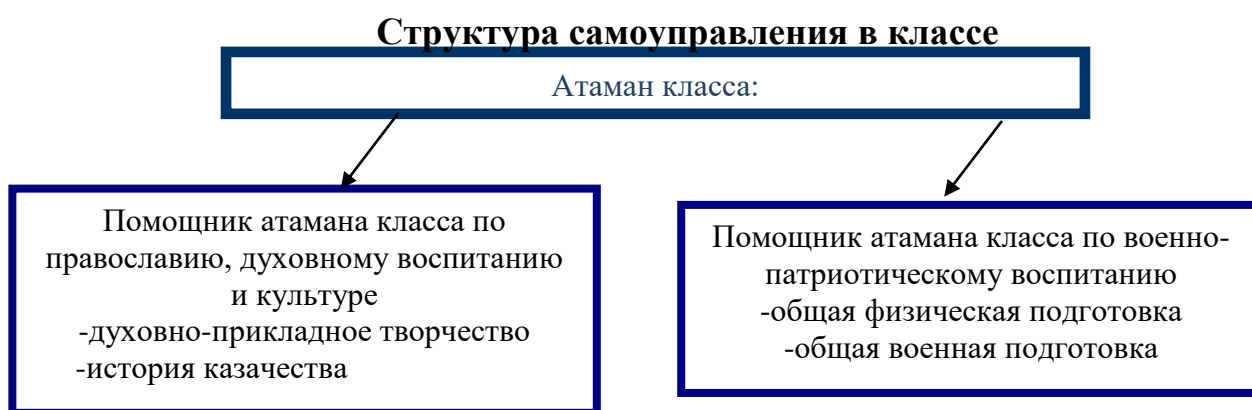 Структура самоуправления в классе
Атаман класса:
Помощник атамана класса по
православию, духовному воспитанию
и культуре
-духовно-прикладное творчество
-история казачества
Помощник атамана класса по военно-
патриотическому воспитанию
-общая физическая подготовка
-общая военная подготовка